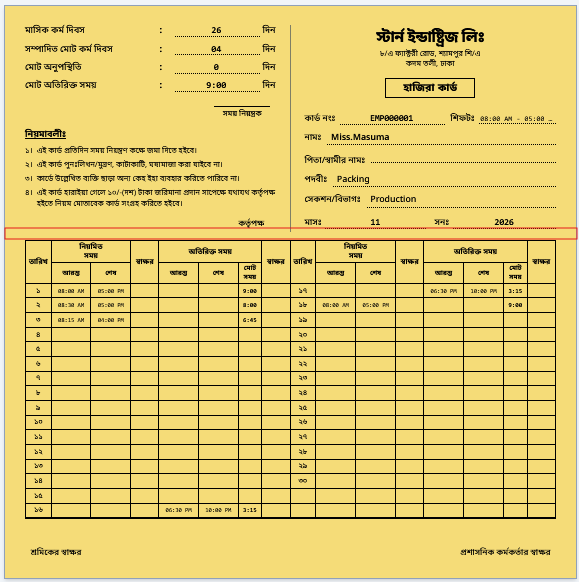 মাসিক কর্ম দিবস : 26 দিন
সম্পাদিত মোট কর্ম দিবস : 04 দিন
মোট অনুপস্থিতি : 0 দিন
মোট অতিরিক্ত সময় : 9:00 দিন
সময় নিয়ন্ত্রক
নিয়মাবলীঃ
১। এই কার্ড প্রতিদিন সময় নিয়ন্ত্রণ কক্ষে জমা দিতে হইবে।
২। এই কার্ড পুনঃলিখন/মুদ্রণ, কাটাকাটি, ঘষামাজা করা যাইবে না।
৩। কার্ডে উল্লেখিত ব্যক্তি ছাড়া অন্য কেহ ইহা ব্যবহার করিতে পারিবে না।
৪। এই কার্ড হারাইয়া গেলে ১০/-(দশ) টাকা জরিমানা প্রদান সাপেক্ষে যথাযথ কর্তৃপক্ষ
হইতে নিয়ম মোতাবেক কার্ড সংগ্রহ করিতে হইবে।
কর্তৃপক্ষ
স্টার্ন ইন্ডাষ্ট্রিজ লিঃ
৮/এ ফ্যাক্টরী রোড, শ্যামপুর শি/এ
কদম তলী, ঢাকা
হাজিরা কার্ড
কার্ড নংঃ EMP000001 শিফটঃ 08:00 AM - 05:00 …
নামঃ Miss.Masuma
পিতা/স্বামীর নামঃ
পদবীঃ Packing
সেকশন/বিভাগঃ Production
মাসঃ 11 সনঃ 2026
তারিখ নিয়মিত সময় স্বাক্ষর অতিরিক্ত সময় স্বাক্ষর তারিখ নিয়মিত সময় স্বাক্ষর অতিরিক্ত সময় স্বাক্ষর
আরম্ভ শেষ আরম্ভ শেষ মোট সময় আরম্ভ শেষ আরম্ভ শেষ মোট সময়
১ 08:00 AM 05:00 PM 9:00 ১৭ 06:30 PM 10:00 PM 3:15
২ 08:30 AM 05:00 PM 8:00 ১৮ 08:00 AM 05:00 PM 9:00
৩ 08:15 AM 04:00 PM 6:45 ১৯
৪ ২০
৫ ২১
৬ ২২
৭ ২৩
৮ ২৪
৯ ২৫
১০ ২৬
১১ ২৭
১২ ২৮
১৩ ২৯
১৪ ৩০
১৫
১৬ 06:30 PM 10:00 PM 3:15
শ্রমিকের স্বাক্ষর প্রশাসনিক কর্মকর্তার স্বাক্ষর